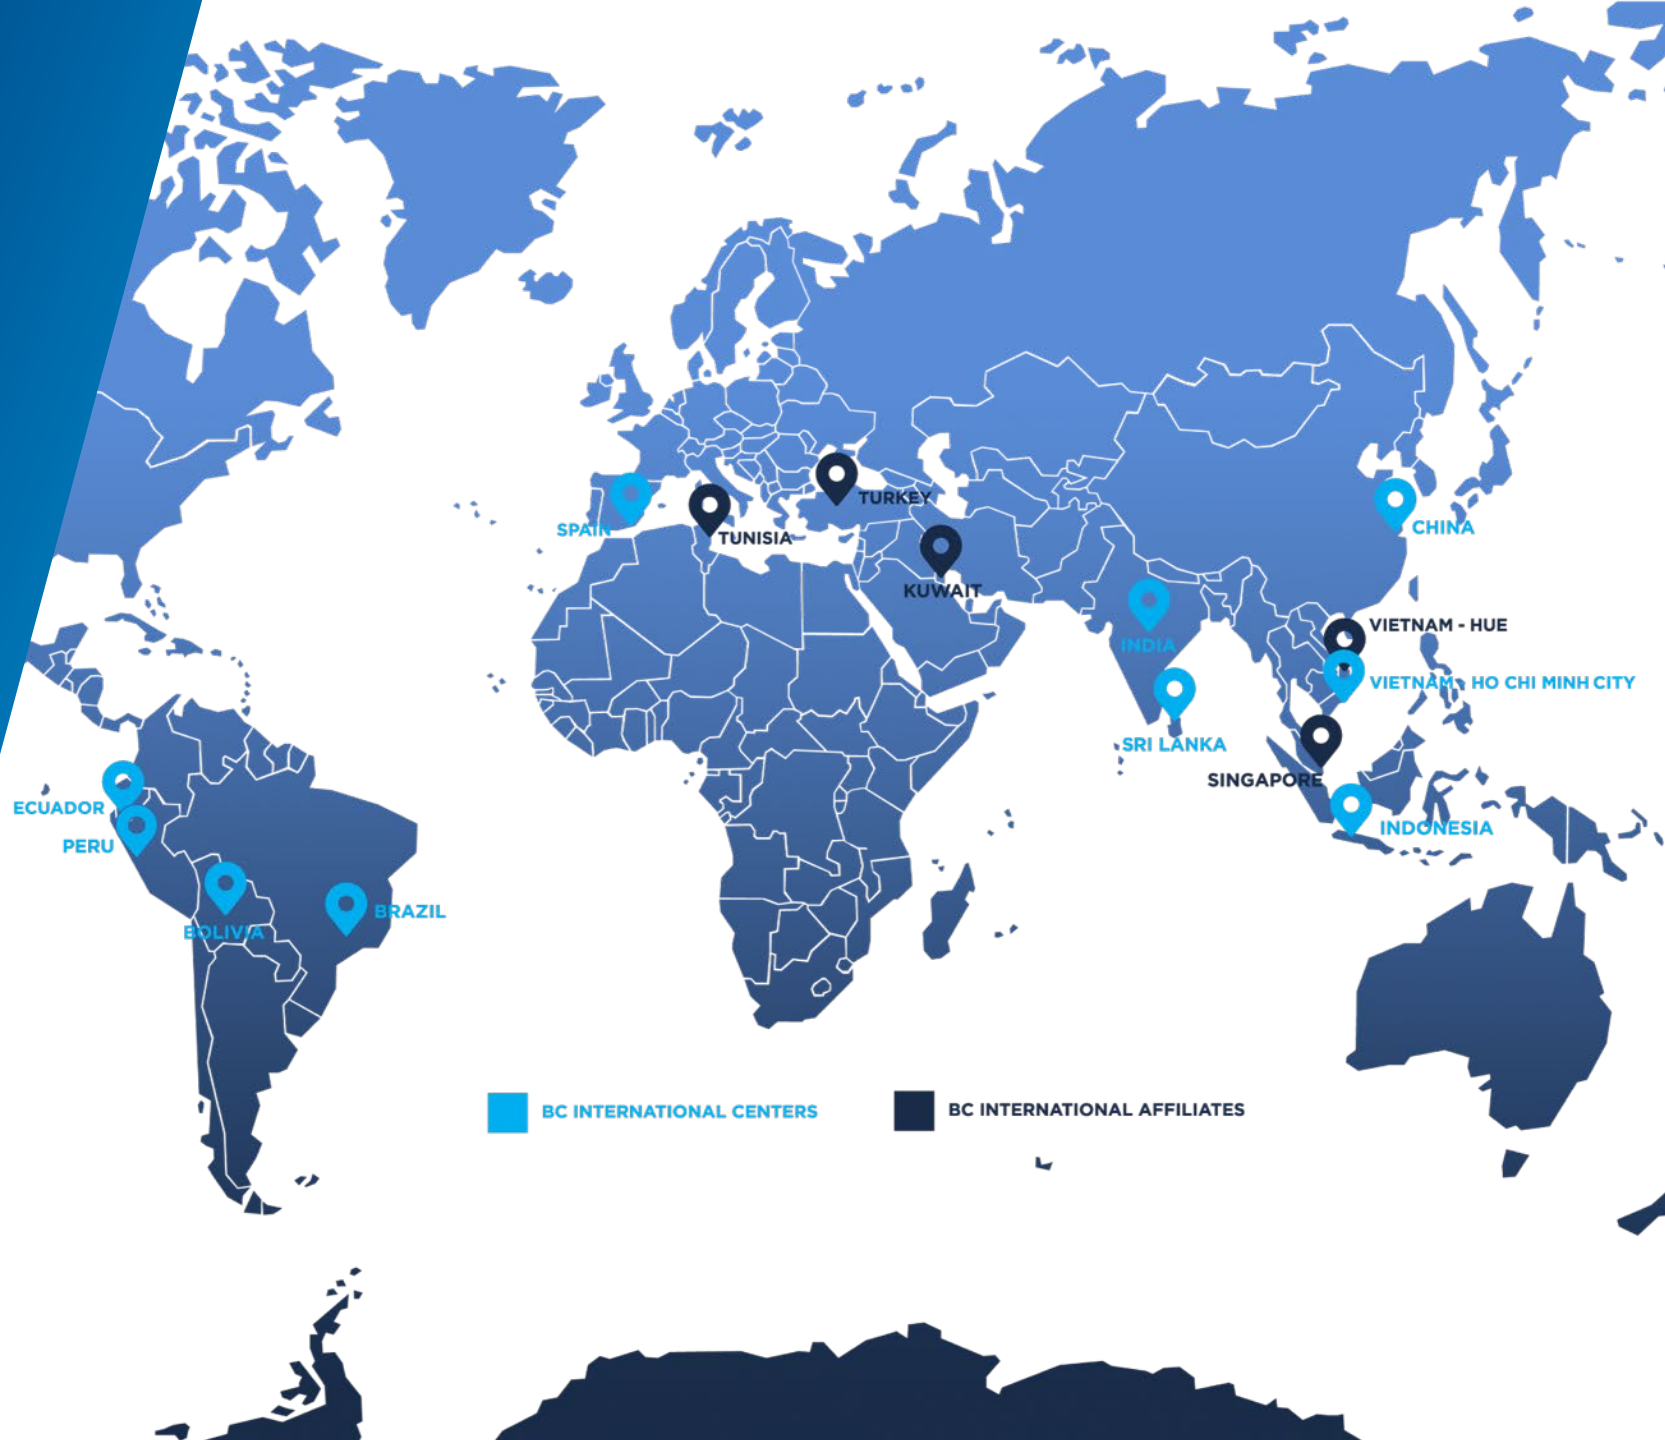 SPAIN
TUNISIA
TURKEY
KUWAIT
CHINA
INDIA
VIETNAM - HUE
VIETNAM - HO CHI MINH CITY
SRI LANKA
SINGAPORE
INDONESIA
ECUADOR
PERU
BOLIVIA
BRAZIL
BC INTERNATIONAL CENTERS
BC INTERNATIONAL AFFILIATES